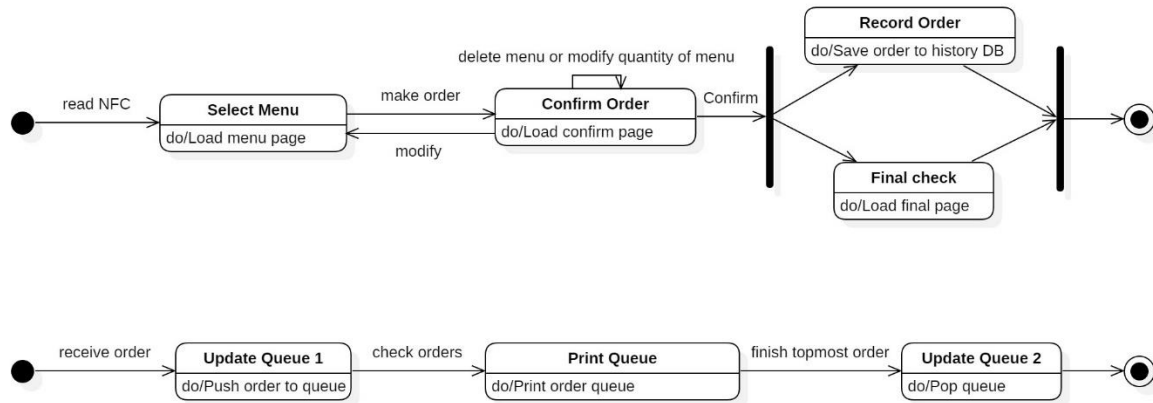 Record Order
do/Save order to history DB
delete menu or modify quantity of menu
read NFC
Select Menu
do/Load menu page
make order
modify
Confirm Order
do/Load confirm page
Confirm
Final check
do/Load final page
receive order
Update Queue 1
do/Push order to queue
check orders
Print Queue
do/Print order queue
finish topmost order
Update Queue 2
do/Pop queue